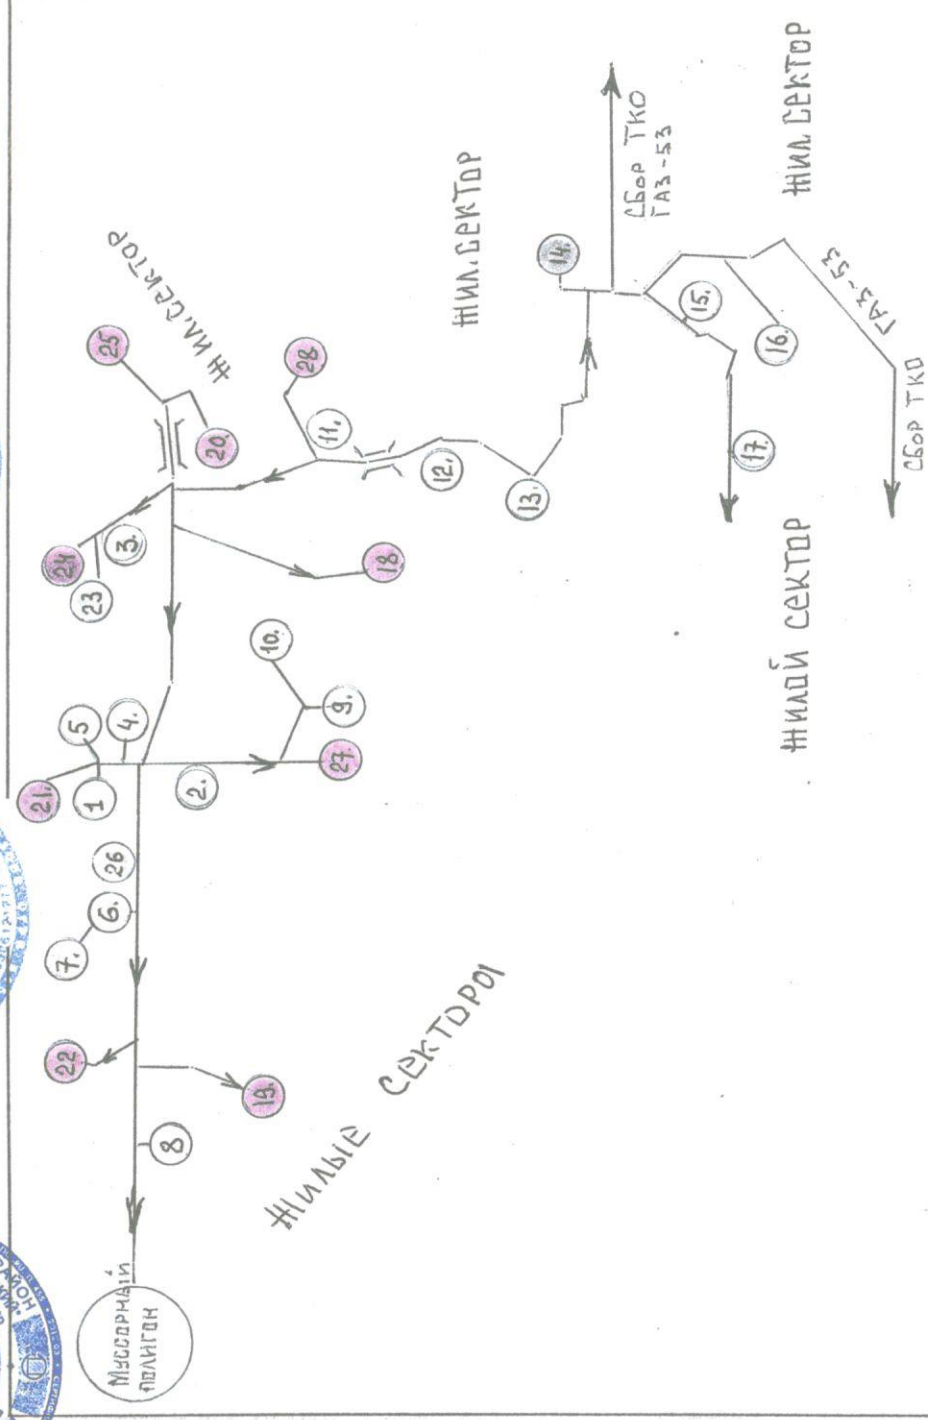 Муссорный
полигон
8
22
19.
7.
6.
26
21.
1
5
4.
2.
27.
9.
10.
ЖИЛЫЕ СЕКТОРЫ
24
23
3.
18.
25
20.
ЖИЛ. СЕКТОР
28.
11.
12.
13.
ЖИЛ. СЕКТОР
14.
СБОР ТКО
ГАЗ-53
15.
16.
17.
ЖИЛОЙ СЕКТОР
ЖИЛ. СЕКТОР
ГАЗ-53
СБОР ТКО
РАЙОН